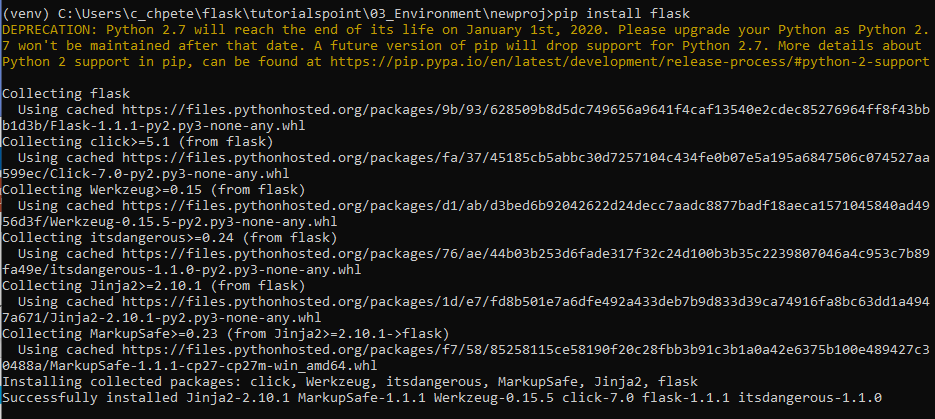 (venv) C:\Users\c_chpete\flask\tutorialspoint\03_Environment\newproj>pip install flask
DEPRECATION: Python 2.7 will reach the end of its life on January 1st, 2020. Please upgrade your Python as Python 2.
7 won't be maintained after that date. A future version of pip will drop support for Python 2.7. More details about
Python 2 support in pip, can be found at https://pip.pypa.io/en/latest/development/release-process/#python-2-support
Collecting flask
  Using cached https://files.pythonhosted.org/packages/9b/93/628509b8d5dc749656a9641f4caf13540e2cdec85276964ff8f43bb
b1d3b/Flask-1.1.1-py2.py3-none-any.whl
Collecting click>=5.1 (from flask)
  Using cached https://files.pythonhosted.org/packages/fa/37/45185cb5abbc30d7257104c434fe0b07e5a195a6847506c074527aa
599ec/Click-7.0-py2.py3-none-any.whl
Collecting Werkzeug>=0.15 (from flask)
  Using cached https://files.pythonhosted.org/packages/d1/ab/d3bed6b92042622d24decc7aadc8877badf18aeca1571045840ad49
56d3f/Werkzeug-0.15.5-py2.py3-none-any.whl
Collecting itsdangerous>=0.24 (from flask)
  Using cached https://files.pythonhosted.org/packages/76/ae/44b03b253d6fade317f32c24d100b3b35c2239807046a4c953c7b89
fa49e/itsdangerous-1.1.0-py2.py3-none-any.whl
Collecting Jinja2>=2.10.1 (from flask)
  Using cached https://files.pythonhosted.org/packages/1d/e7/fd8b501e7a6dfe492a433deb7b9d833d39ca74916fa8bc63dd1a494
7a671/Jinja2-2.10.1-py2.py3-none-any.whl
Collecting MarkupSafe>=0.23 (from Jinja2>=2.10.1->flask)
  Using cached https://files.pythonhosted.org/packages/f7/58/85258115ce58190f20c28fbb3b91c3b1a0a42e6375b100e489427c3
0488a/MarkupSafe-1.1.1-cp27-cp27m-win_amd64.whl
Installing collected packages: click, Werkzeug, itsdangerous, MarkupSafe, Jinja2, flask
Successfully installed Jinja2-2.10.1 MarkupSafe-1.1.1 Werkzeug-0.15.5 click-7.0 flask-1.1.1 itsdangerous-1.1.0